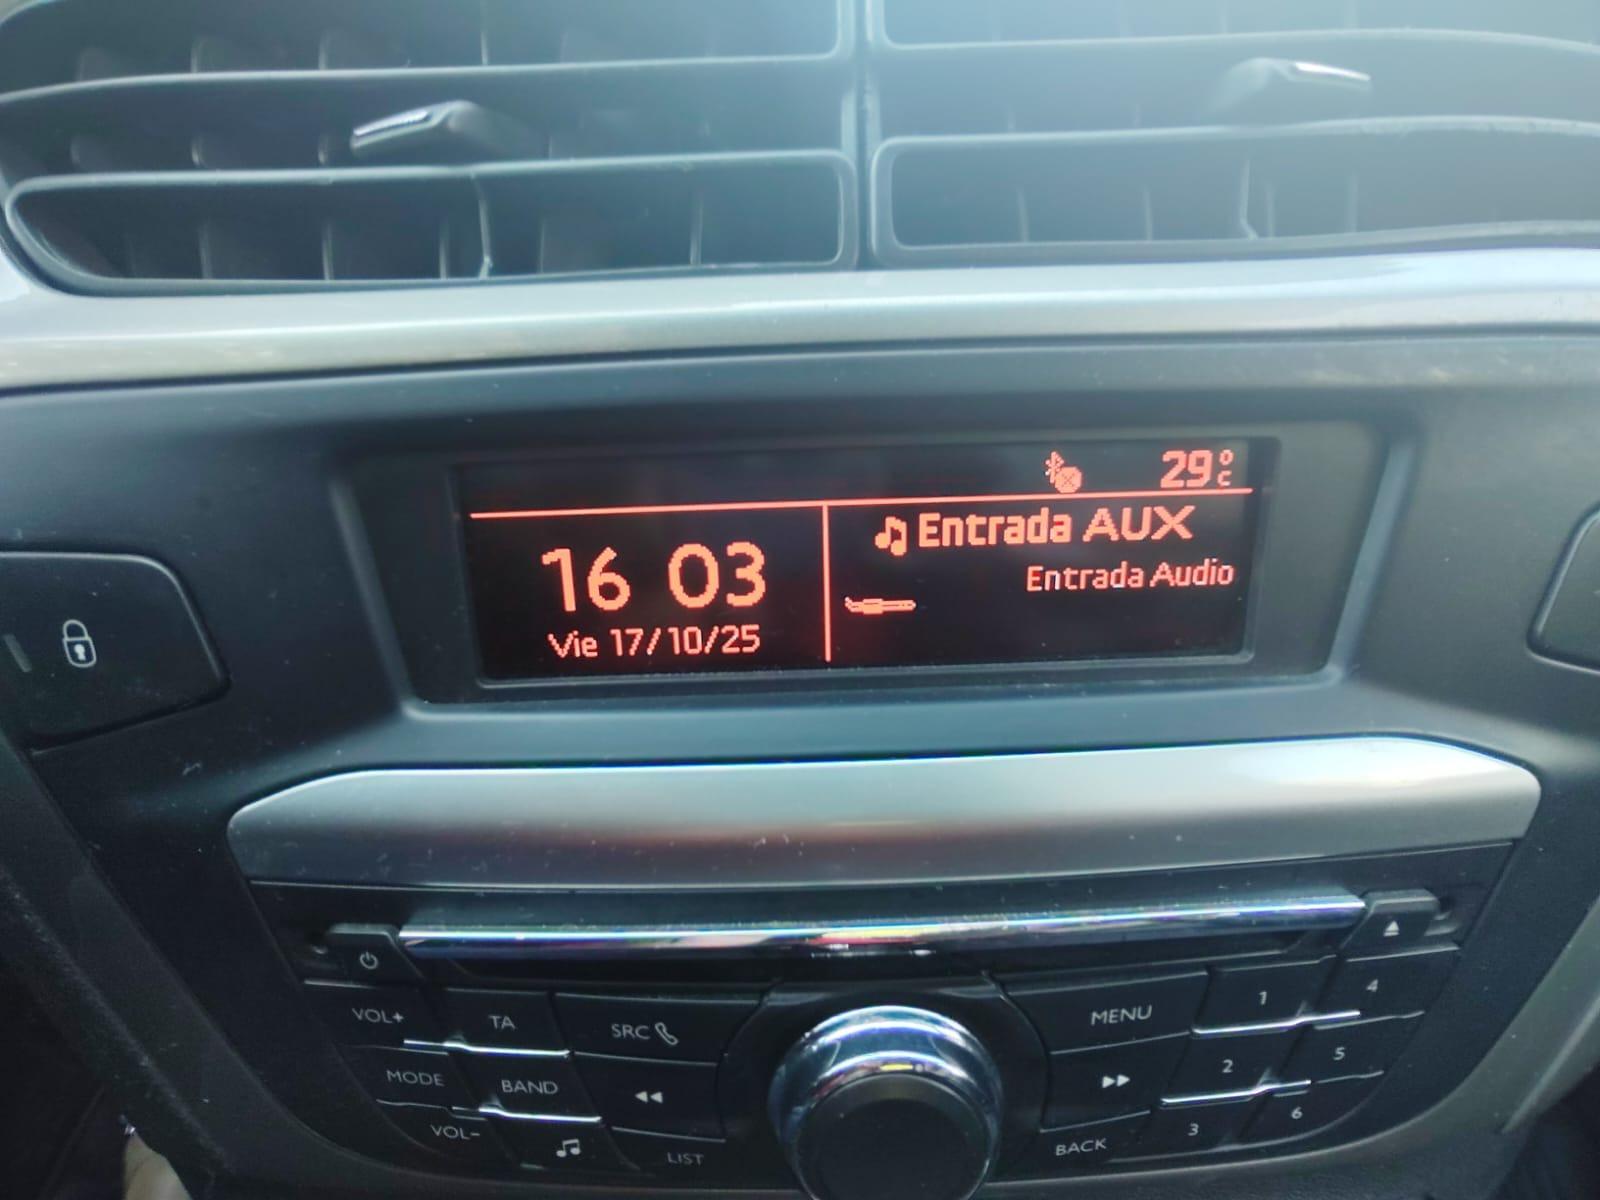 29°C
16 03
Vie 17/10/25
Entrada AUX
Entrada Audio
VOL+
TA
SRC
MENU
1
4
MODE
BAND
2
5
VOL-
LIST
BACK
3
6